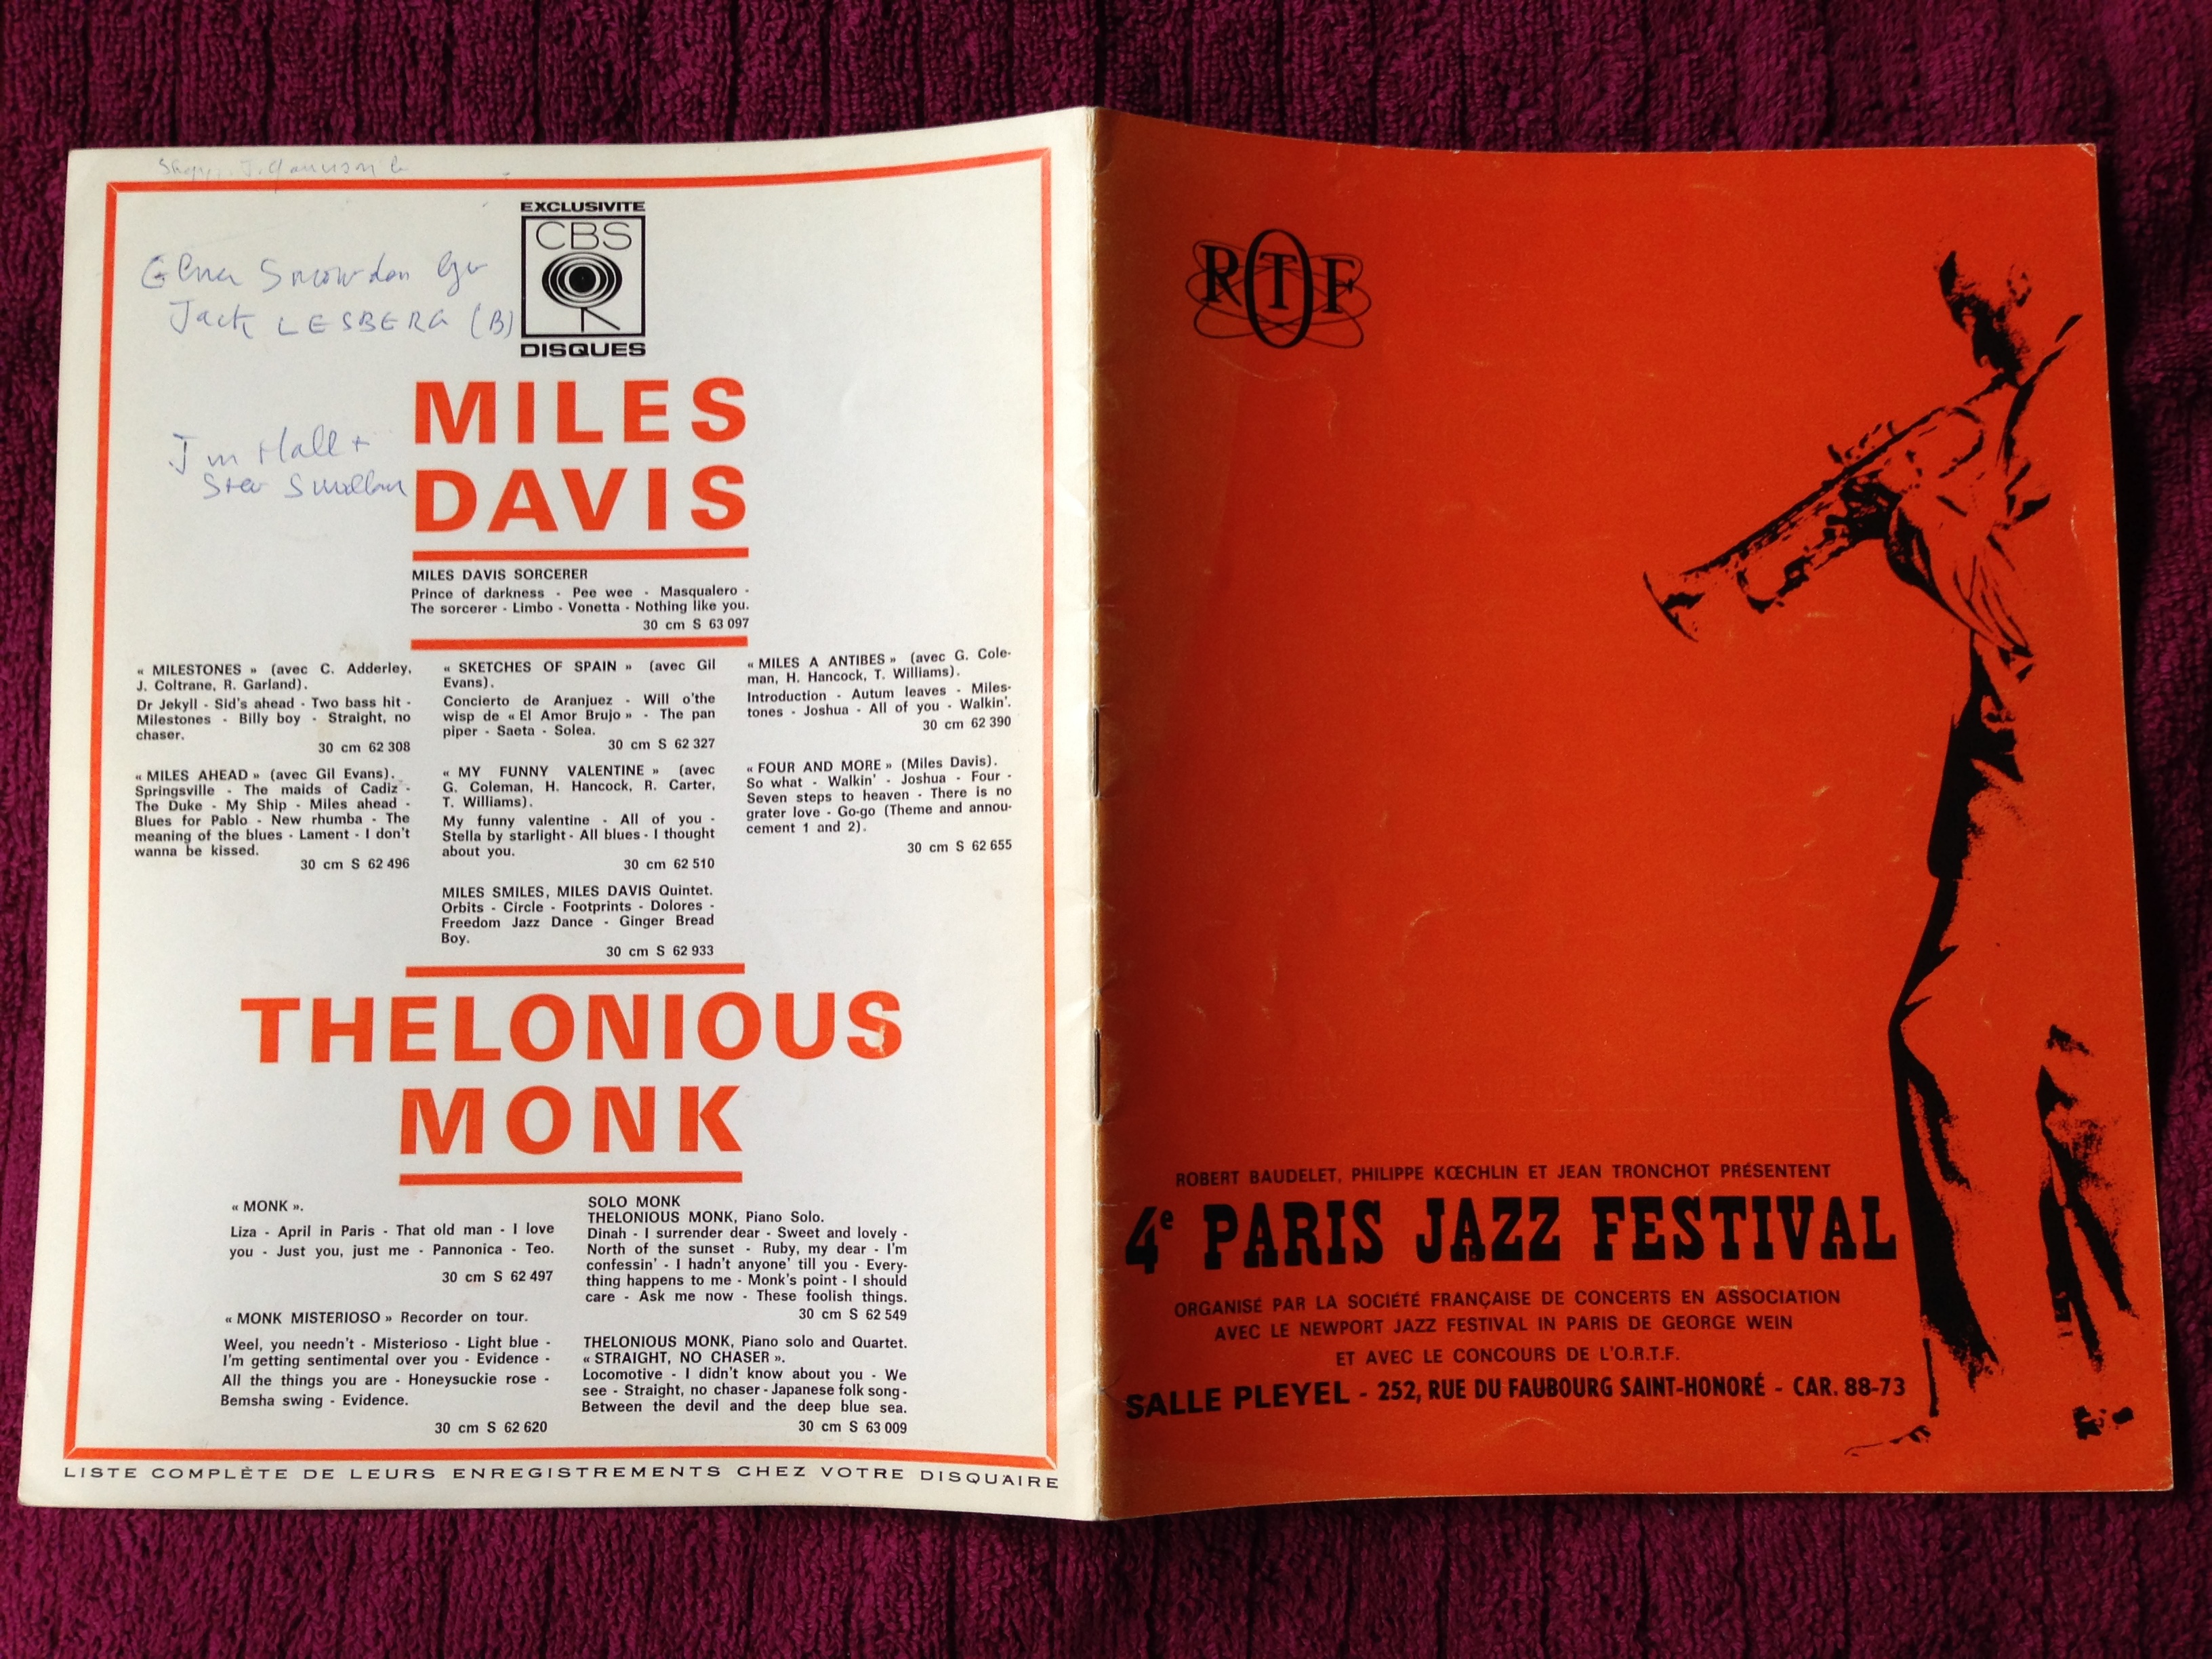 EXCLUSIVITE
CBS
DISQUES
Snowden
Jack LESBERG (B)
Jim Hall +
MILES
DAVIS
MILES DAVIS SORCERER
Prince of darkness - Pee wee - Masqualero -
The sorcerer - Limbo - Vonetta - Nothing like you.
30 cm S 63 097
« MILESTONES » (avec C. Adderley,
J. Coltrane, R. Garland).
Dr Jekyll - Sid's ahead - Two bass hit -
Milestones - Billy boy - Straight, no
chaser.
30 cm 62 308
« MILES AHEAD » (avec Gil Evans).
Springsville - The maids of Cadiz -
The Duke - My Ship - Miles ahead -
Blues for Pablo - New rhumba - The
meaning of the blues - Lament - I don't
wanna be kissed.
30 cm S 62 496
« SKETCHES OF SPAIN » (avec Gil
Evans).
Concierto de Aranjuez - Will o'the
wisp de « El Amor Brujo » - The pan
piper - Saeta - Solea.
30 cm S 62 327
« MY FUNNY VALENTINE » (avec
G. Coleman, H. Hancock, R. Carter,
T. Williams).
My funny valentine - All of you -
Stella by starlight - All blues - I thought
about you.
30 cm 62 510
MILES SMILES, MILES DAVIS Quintet.
Orbits - Circle - Footprints - Dolores -
Freedom Jazz Dance - Ginger Bread
Boy.
30 cm S 62 933
« MILES A ANTIBES » (avec G. Cole-
man, H. Hancock, T. Williams).
Introduction - Autum leaves - Miles-
tones - Joshua - All of you - Walkin'.
30 cm 62 390
« FOUR AND MORE » (Miles Davis).
So what - Walkin' - Joshua - Four -
Seven steps to heaven - There is no
grater love - Go-go (Theme and annou-
cement 1 and 2).
30 cm S 62 655
THELONIOUS
MONK
« MONK ».
Liza - April in Paris - That old man - I love
you - Just you, just me - Pannonica - Teo.
30 cm S 62 497
« MONK MISTERIOSO » Recorder on tour.
Weel, you needn't - Misterioso - Light blue -
I'm getting sentimental over you - Evidence -
All the things you are - Honeysuckie rose -
Bemsha swing - Evidence.
30 cm S 62 620
SOLO MONK
THELONIOUS MONK, Piano Solo.
Dinah - I surrender dear - Sweet and lovely -
North of the sunset - Ruby, my dear - I'm
confessin' - I hadn't anyone' till you - Every-
thing happens to me - Monk's point - I should
care - Ask me now - These foolish things.
30 cm S 62 549
THELONIOUS MONK, Piano solo and Quartet.
« STRAIGHT, NO CHASER ».
Locomotive - I didn't know about you - We
see - Straight, no chaser - Japanese folk song -
Between the devil and the deep blue sea.
30 cm S 63 009
LISTE COMPLÈTE DE LEURS ENREGISTREMENTS CHEZ VOTRE DISQUAIRE
RTF
ROBERT BAUDELET, PHILIPPE KŒCHLIN ET JEAN TRONCHOT PRÉSENTENT
4e PARIS JAZZ FESTIVAL
ORGANISÉ PAR LA SOCIÉTÉ FRANÇAISE DE CONCERTS EN ASSOCIATION
AVEC LE NEWPORT JAZZ FESTIVAL IN PARIS DE GEORGE WEIN
ET AVEC LE CONCOURS DE L'O.R.T.F.
SALLE PLEYEL - 252, RUE DU FAUBOURG SAINT-HONORÉ - CAR. 88-73